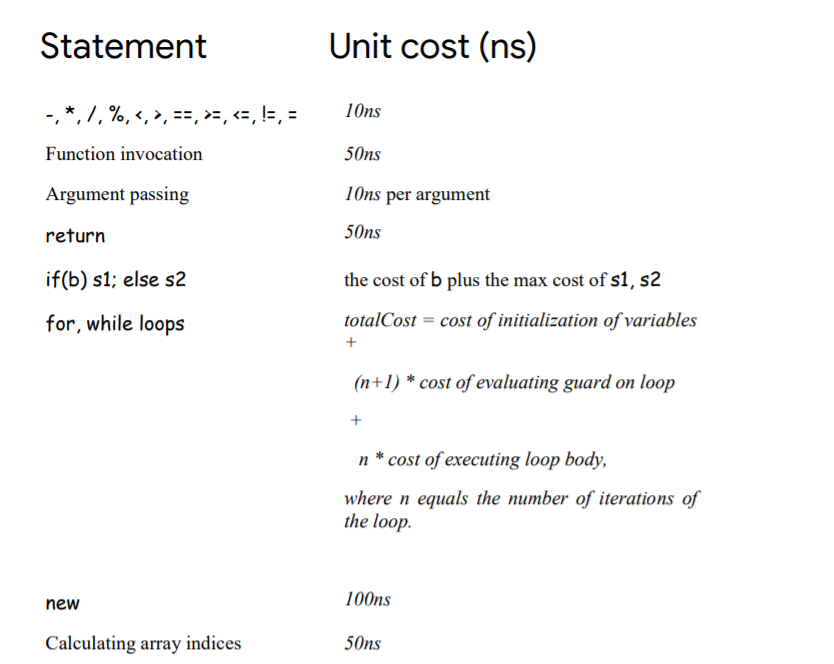 Statement Unit cost (ns)
-, *, /, %, <, >, ==, >=, <=, !=, = 10ns
Function invocation 50ns
Argument passing 10ns per argument
return 50ns
if(b) s1; else s2 the cost of b plus the max cost of s1, s2
for, while loops totalCost = cost of initialization of variables
+
(n+1) * cost of evaluating guard on loop
+
n * cost of executing loop body,
where n equals the number of iterations of
the loop.
new 100ns
Calculating array indices 50ns